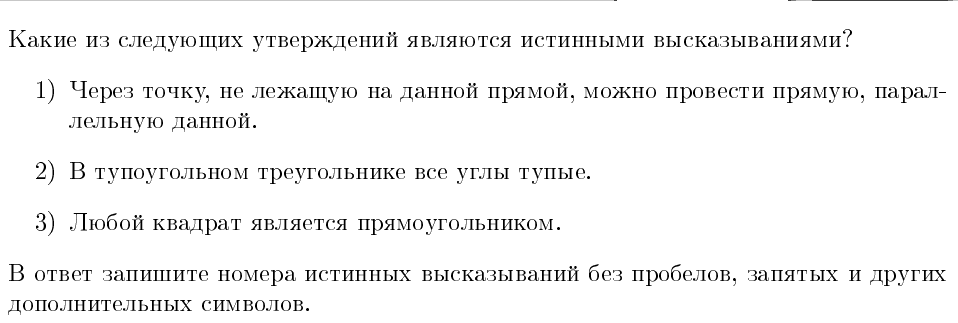 Какие из следующих утверждений являются истинными высказываниями?
1) Через точку, не лежащую на данной прямой, можно провести прямую, парал-
лельную данной.
2) В тупоугольном треугольнике все углы тупые.
3) Любой квадрат является прямоугольником.
В ответ запишите номера истинных высказываний без пробелов, запятых и других
дополнительных символов.